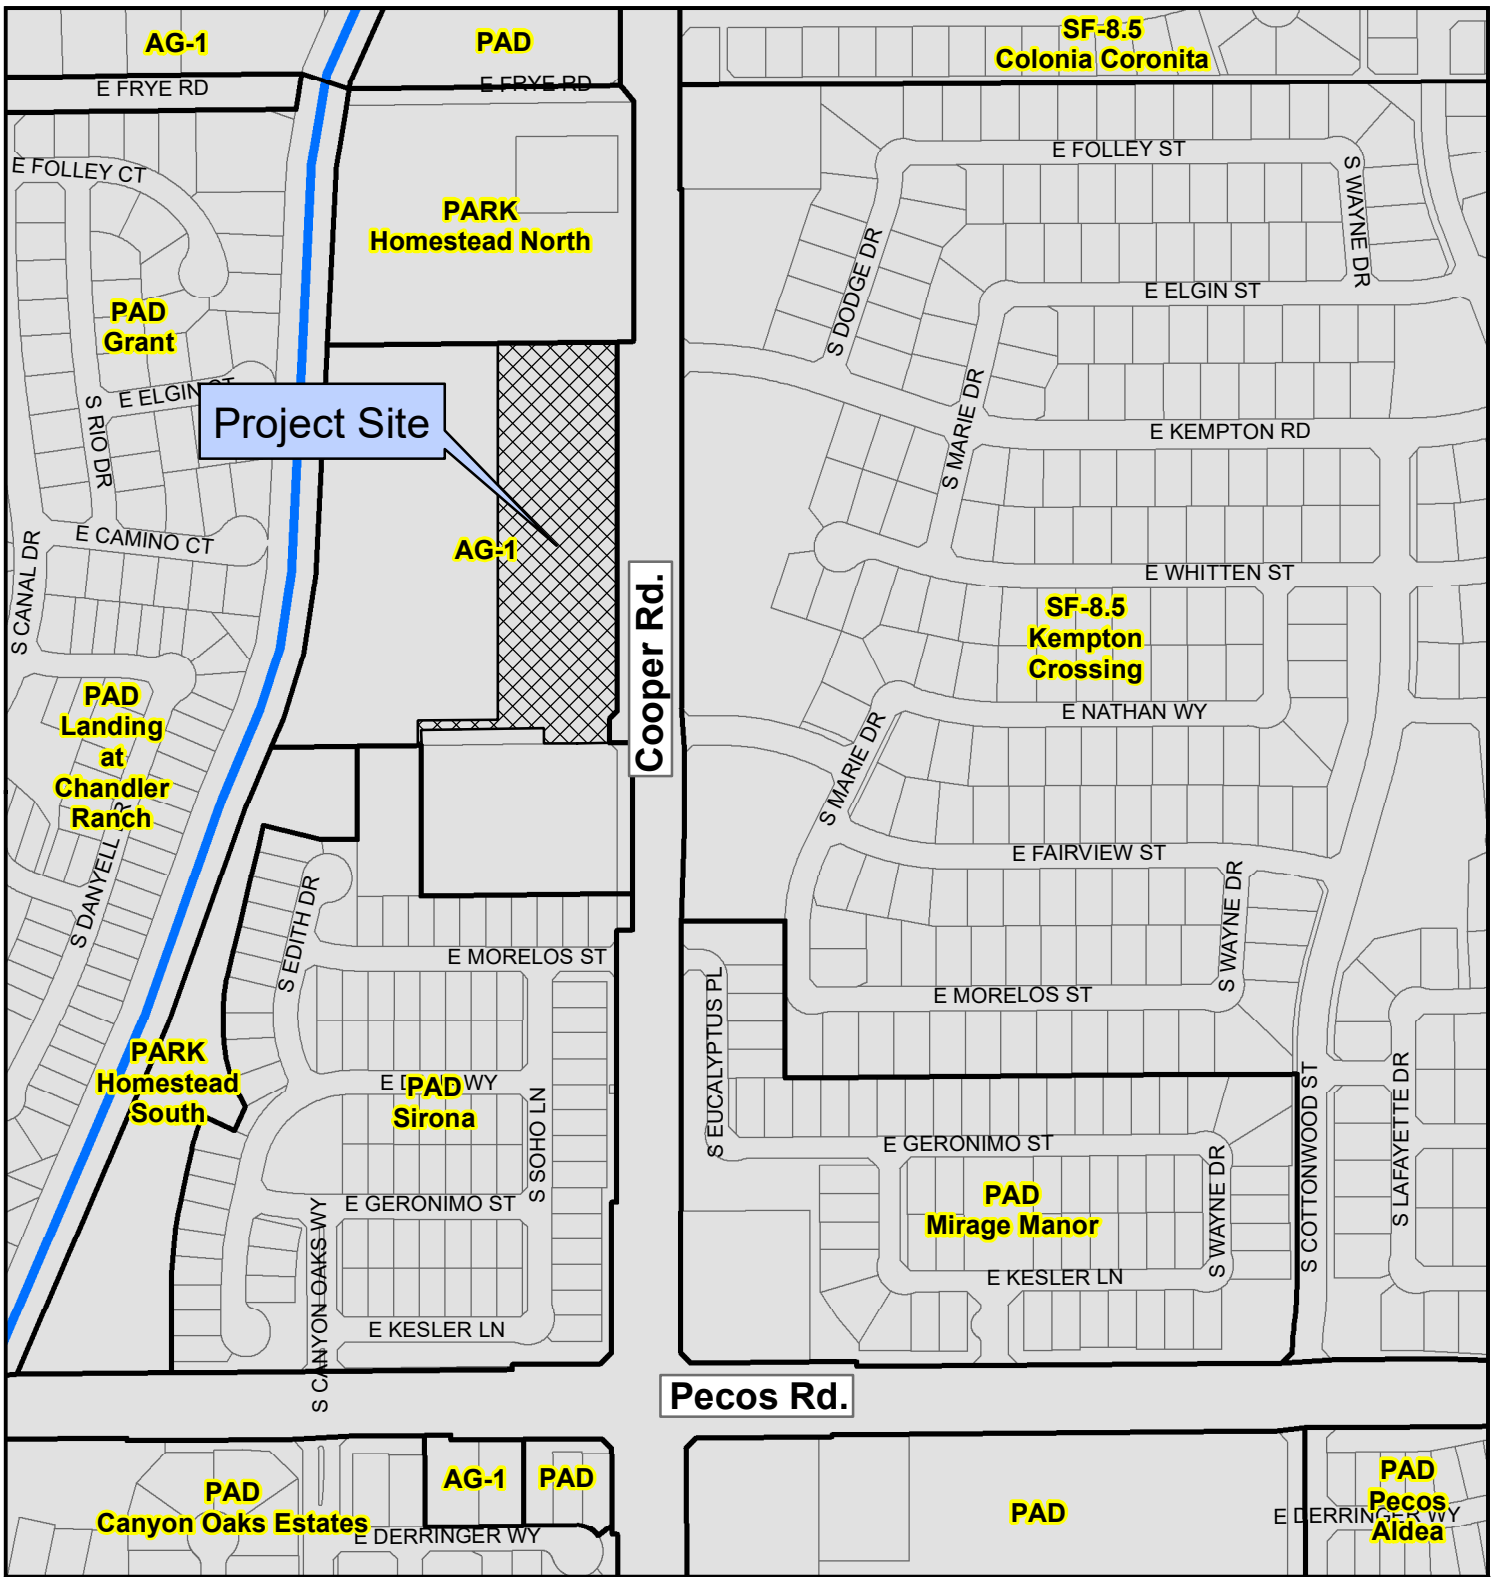 AG-1
PAD
SF-8.5
Colonia Coronita
E FRYE RD
E FRYE RD
E FOLLEY CT
E FOLLEY ST
S WAYNE DR
PARK
Homestead North
S DODGE DR
E ELGIN ST
PAD
Grant
E ELGIN CT
S RIO DR
Project Site
S MARIE DR
E KEMPTON RD
E CAMINO CT
S CANAL DR
AG-1
E WHITTEN ST
Cooper Rd.
SF-8.5
Kempton
Crossing
PAD
Landing
at
Chandler
Ranch
E NATHAN WY
S MARIE DR
S DANYELL
E FAIRVIEW ST
S WAYNE DR
S EDITH DR
E MORELOS ST
E MORELOS ST
S EUCALYPTUS PL
PARK
Homestead
South
WY
PAD
Sirona
S SOHO LN
S COTTONWOOD ST
S LAFAYETTE DR
E GERONIMO ST
S WAYNE DR
E GERONIMO ST
PAD
Mirage Manor
S CANYON OAKS WY
E KESLER LN
E KESLER LN
Pecos Rd.
PAD
Canyon Oaks Estates
AG-1
PAD
E DERRINGER WY
PAD
PAD
Pecos
Aldea
E DERRINGER WY